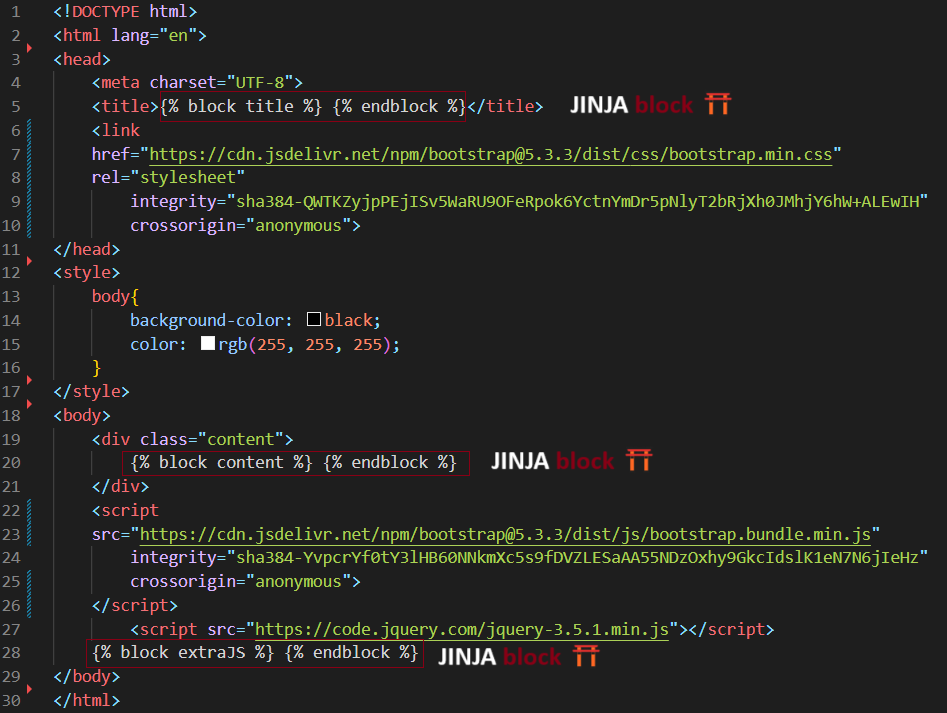 1 <!DOCTYPE html>
2 <html lang="en">
3 <head>
4 <meta charset="UTF-8">
5 <title>{% block title %} {% endblock %}</title> JINJA block
6 <link
7 href="https://cdn.jsdelivr.net/npm/bootstrap@5.3.3/dist/css/bootstrap.min.css"
8 rel="stylesheet"
9 integrity="sha384-QWTKZyjpPEjISv5WaRU9OFeRpok6YctnYmDr5pNlyT2bRjXh0JMhjY6hW+ALEwIH"
10 crossorigin="anonymous">
11 </head>
12 <style>
13 body{
14 background-color: black;
15 color: rgb(255, 255, 255);
16 }
17 </style>
18 <body>
19 <div class="content">
20 {% block content %} {% endblock %} JINJA block
21 </div>
22 <script
23 src="https://cdn.jsdelivr.net/npm/bootstrap@5.3.3/dist/js/bootstrap.bundle.min.js"
24 integrity="sha384-YvpcrYf0tY3lHB60NNkmXc5s9fDVZLESaAA55NDzOxhy9GkcIdslK1eN7N6jIeHz"
25 crossorigin="anonymous">
26 </script>
27 <script src="https://code.jquery.com/jquery-3.5.1.min.js"></script>
28 {% block extraJS %} {% endblock %} JINJA block
29 </body>
30 </html>